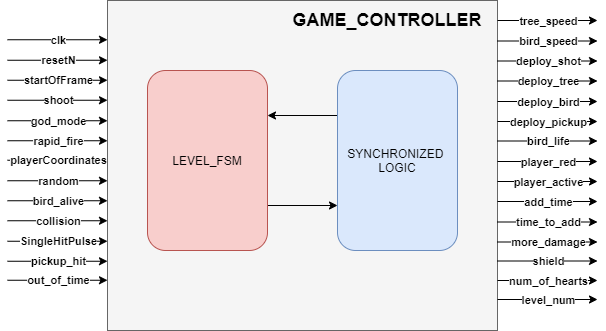 GAME_CONTROLLER
clk
resetN
startOfFrame
shoot
god_mode
rapid_fire
playerCoordinates
random
bird_alive
collision
SingleHitPulse
pickup_hit
out_of_time
LEVEL_FSM
SYNCHRONIZED
LOGIC
tree_speed
bird_speed
deploy_shot
deploy_tree
deploy_bird
deploy_pickup
bird_life
player_red
player_active
add_time
time_to_add
more_damage
shield
num_of_hearts
level_num